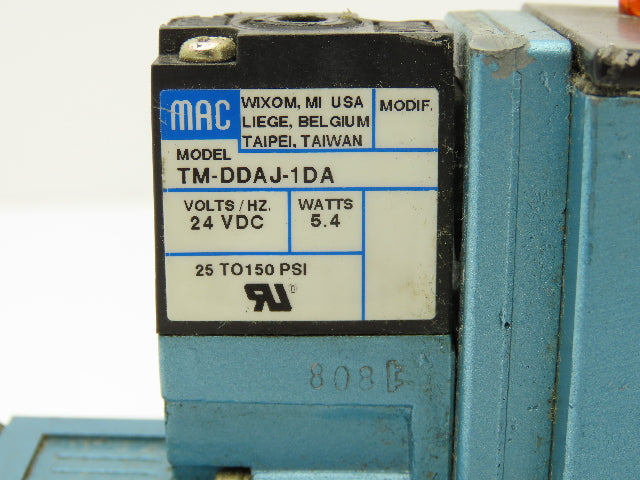 MAC
WIXOM, MI USA
LIEGE, BELGIUM
TAIPEI, TAIWAN
MODIF.
MODEL
TM-DDAJ-1DA
VOLTS/HZ.
24 VDC
WATTS
5.4
25 TO150 PSI
808